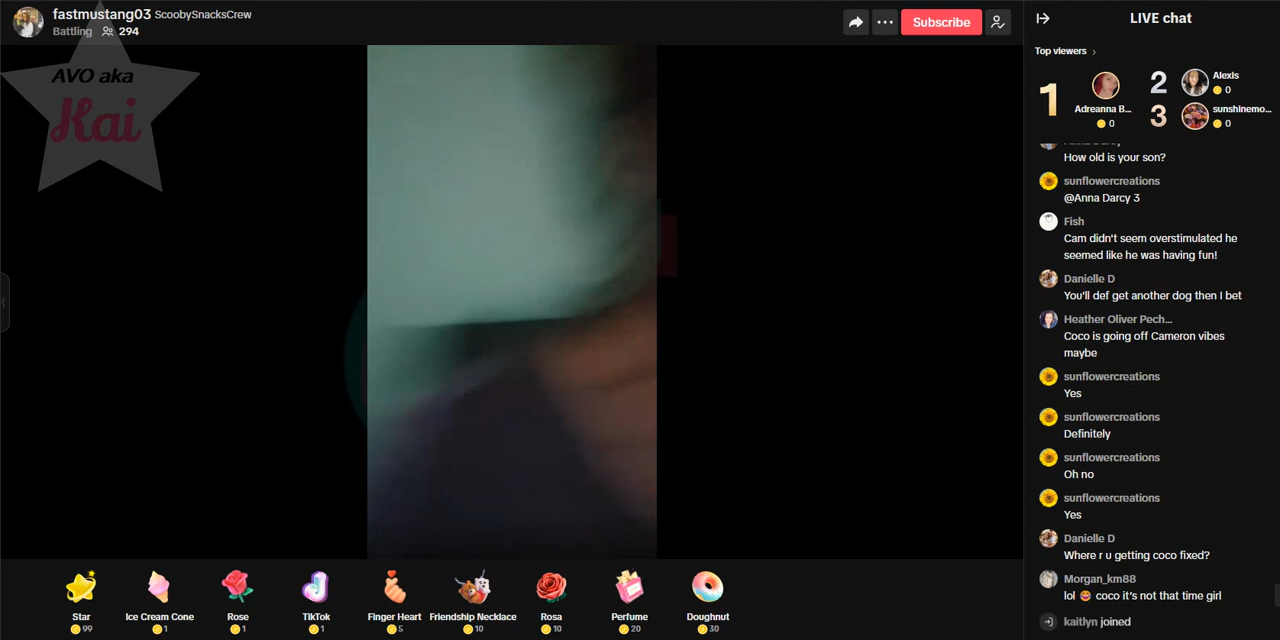 fastmustang03 ScoobySnacksCrew
Battling 294
Subscribe
AVO aka
Kai
LIVE chat
Top viewers
1
Adreanna B...
0
2
Alexis
0
3
sunshinemo...
0
How old is your son?
sunflowercreations
@Anna Darcy 3
Fish
Cam didn't seem overstimulated he
seemed like he was having fun!
Danielle D
You'll def get another dog then I bet
Heather Oliver Pech...
Coco is going off Cameron vibes
maybe
sunflowercreations
Yes
sunflowercreations
Definitely
sunflowercreations
Oh no
sunflowercreations
Yes
Danielle D
Where r u getting coco fixed?
Morgan_km88
lol 😂 coco it's not that time girl
kaitlyn joined
Star
99
Ice Cream Cone
1
Rose
1
TikTok
1
Finger Heart
5
Friendship Necklace
10
Rosa
10
Perfume
20
Doughnut
30